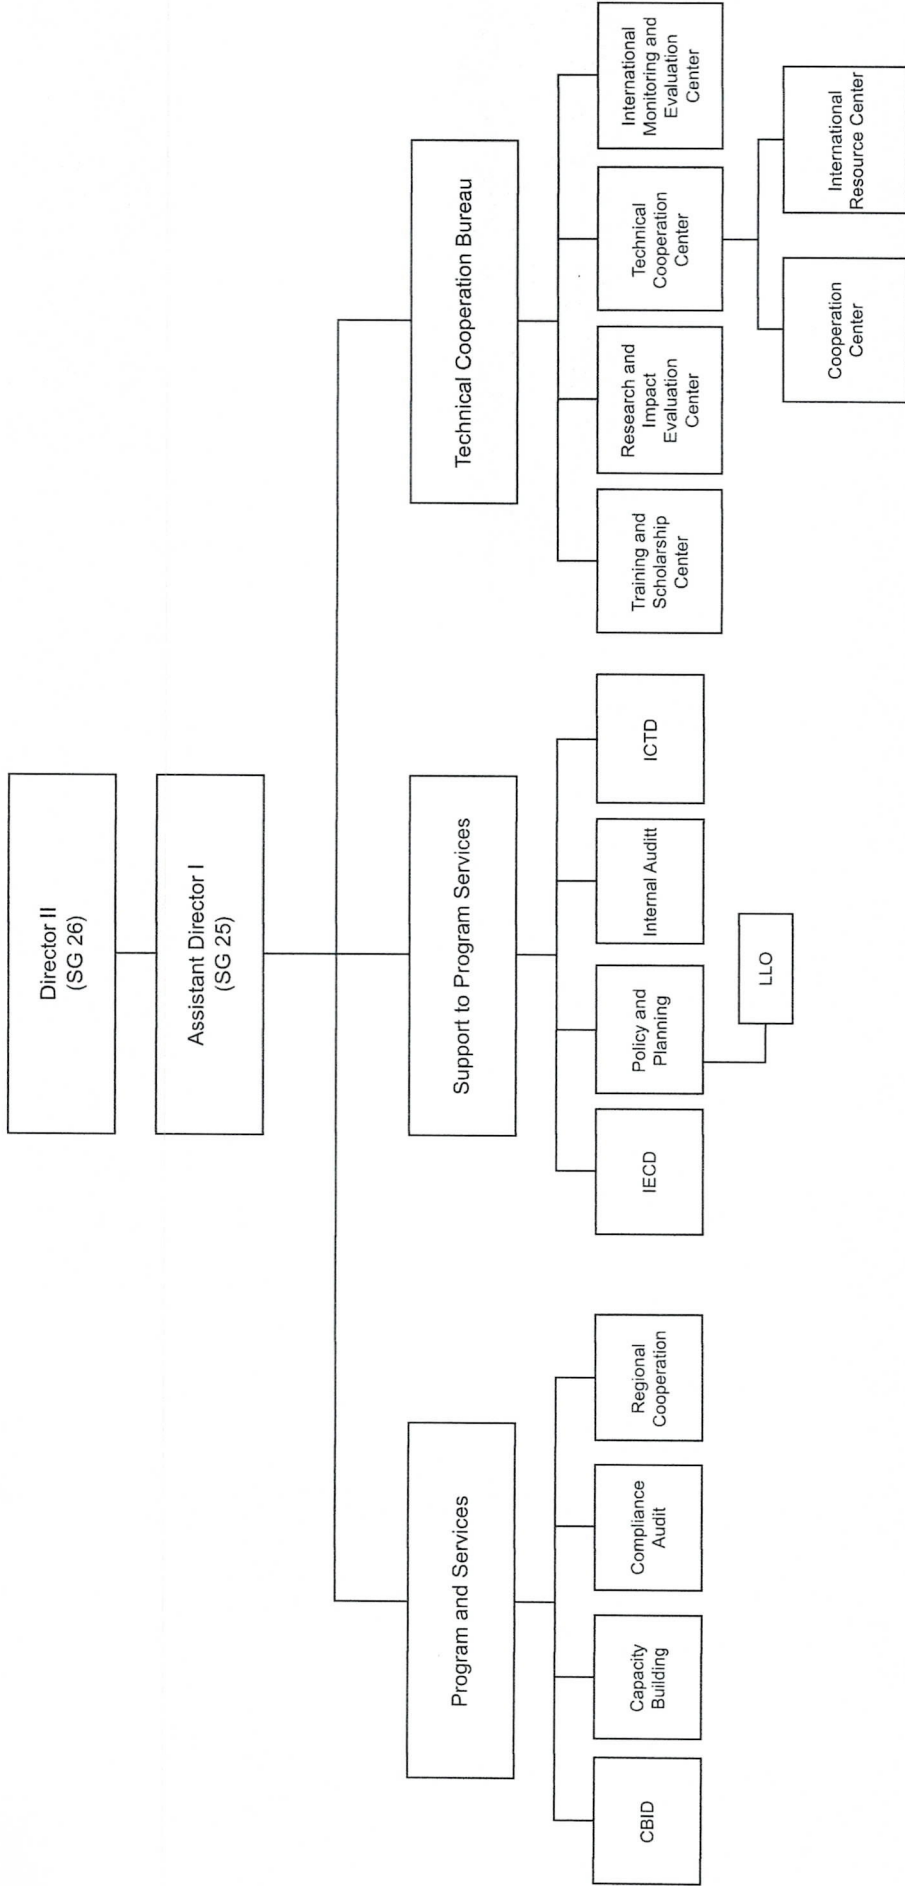 Director II
(SG 26)
Assistant Director I
(SG 25)
Program and Services
Support to Program Services
Technical Cooperation Bureau
CBID
Capacity
Building
Compliance
Audit
Regional
Cooperation
IECD
Policy and
Planning
Internal Auditt
ICTD
LLO
Training and
Scholarship
Center
Research and
Impact
Evaluation
Center
Technical
Cooperation
Center
International
Monitoring and
Evaluation
Center
Cooperation
Center
International
Resource Center